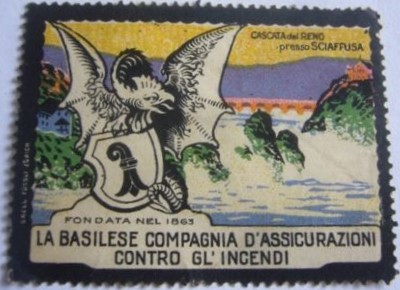 CASCATA del RENO
presso SCIAFFUSA
FONDATA NEL 1863
LA BASILESE COMPAGNIA D'ASSICURAZIONI
CONTRO GL'INCENDI